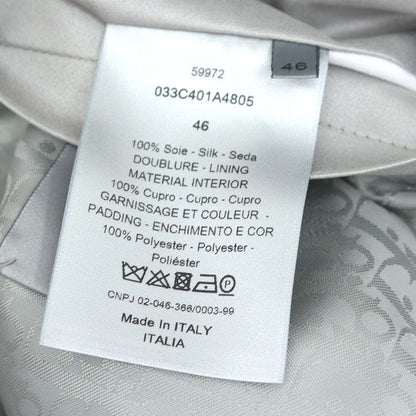 46
59972
033C401A4805
46
100% Soie - Silk - Seda
DOUBLURE - LINING
MATERIAL INTERIOR
100% Cupro - Cupro - Cupro
GARNISSAGE ET COULEUR -
PADDING - ENCHIMENTO E COR
100% Polyester - Polyester -
Poliéster
CNPJ 02-046-366/0003-99
Made In ITALY
ITALIA